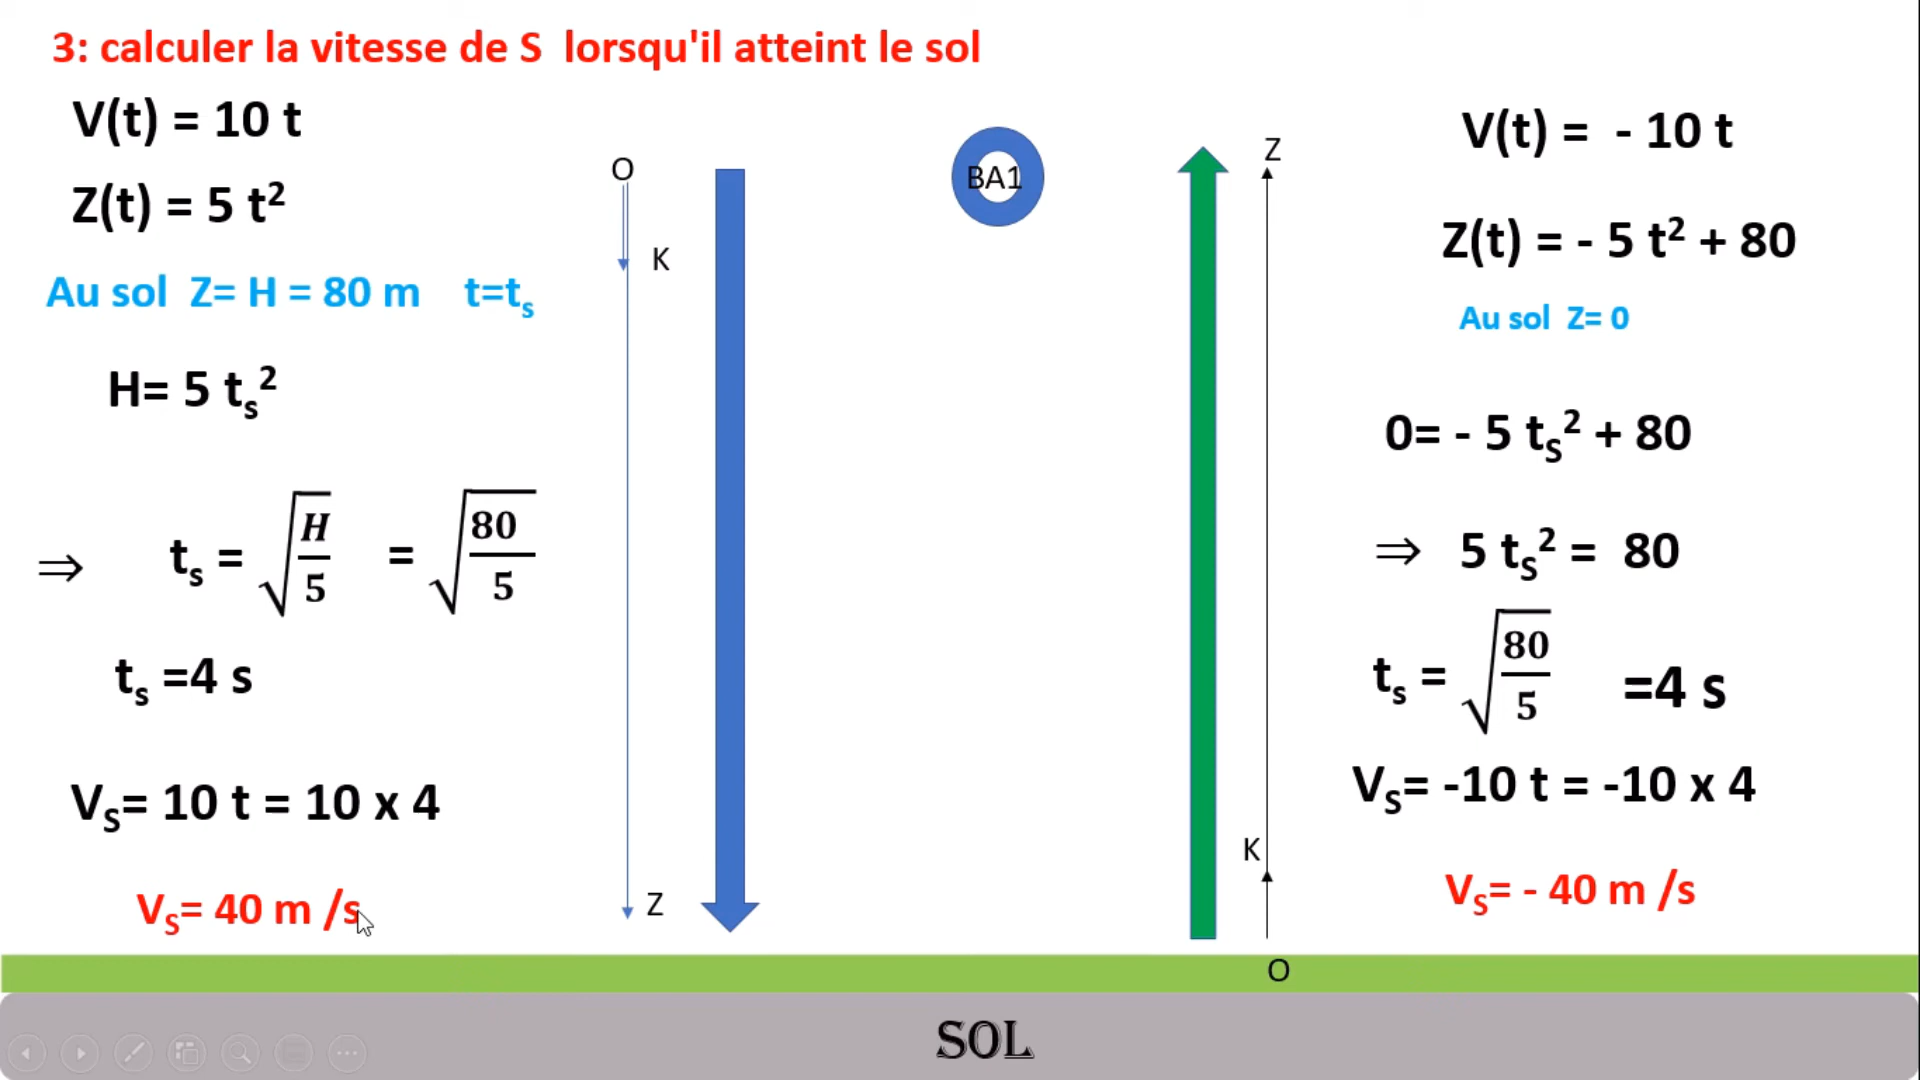 3: calculer la vitesse de S lorsqu'il atteint le sol
V(t) = 10 t
Z(t) = 5 t²
Au sol Z= H = 80 m t=tₛ
H= 5 tₛ²
⇒ tₛ = √(H/5) = √(80/5)
tₛ =4 s
Vₛ= 10 t = 10 x 4
Vₛ= 40 m /s
O
K
Z
BA1
Z
K
O
V(t) = - 10 t
Z(t) = - 5 t² + 80
Au sol Z= 0
0= - 5 tₛ² + 80
⇒ 5 tₛ² = 80
tₛ = √(80/5) =4 s
Vₛ= -10 t = -10 x 4
Vₛ= - 40 m /s
SOL